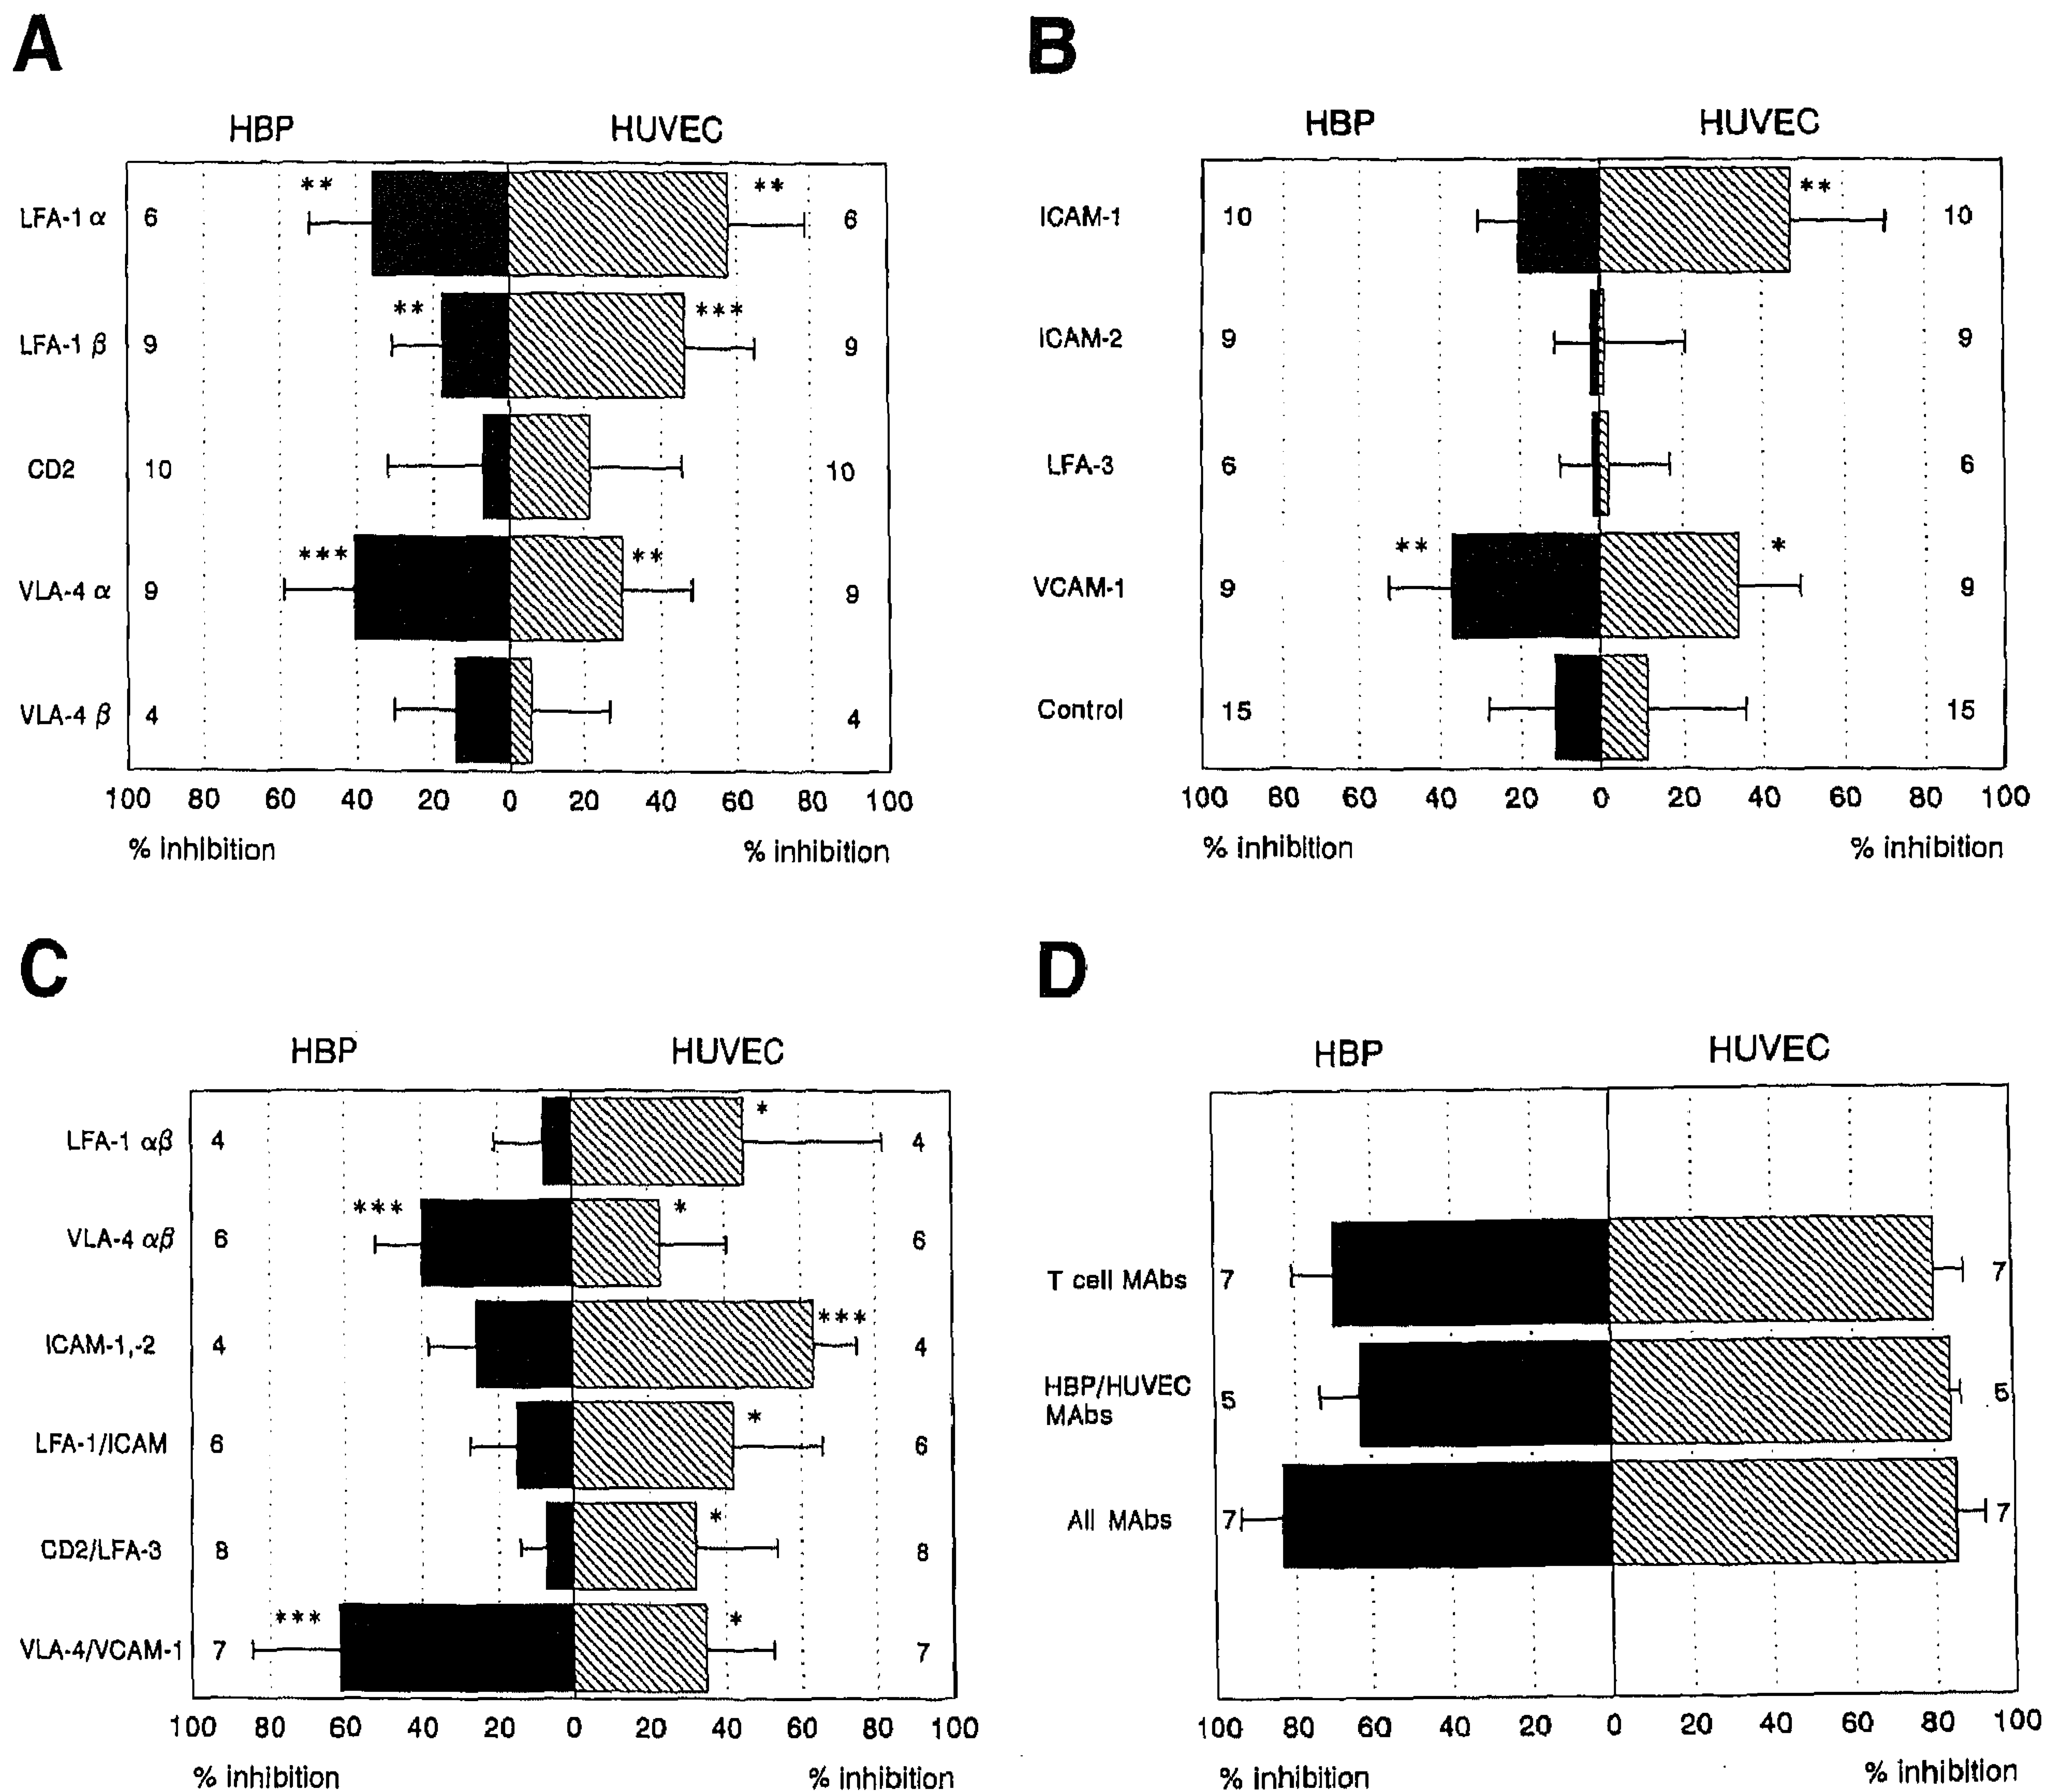 A
HBP HUVEC
LFA-1 α 6 ** ** 6
LFA-1 β 9 ** *** 9
CD2 10 10
VLA-4 α 9 *** ** 9
VLA-4 β 4 4
100 80 60 40 20 0 20 40 60 80 100
% inhibition % inhibition
B
HBP HUVEC
ICAM-1 10 ** 10
ICAM-2 9 9
LFA-3 6 6
VCAM-1 9 ** * 9
Control 15 15
100 80 60 40 20 0 20 40 60 80 100
% inhibition % inhibition
C
HBP HUVEC
LFA-1 αβ 4 * 4
VLA-4 αβ 6 *** * 6
ICAM-1,-2 4 *** 4
LFA-1/ICAM 6 * 6
CD2/LFA-3 8 * 8
VLA-4/VCAM-1 7 *** * 7
100 80 60 40 20 0 20 40 60 80 100
% inhibition % inhibition
D
HBP HUVEC
T cell MAbs 7 7
HBP/HUVEC 5 5
MAbs
All MAbs 7 7
100 80 60 40 20 0 20 40 60 80 100
% inhibition % inhibition